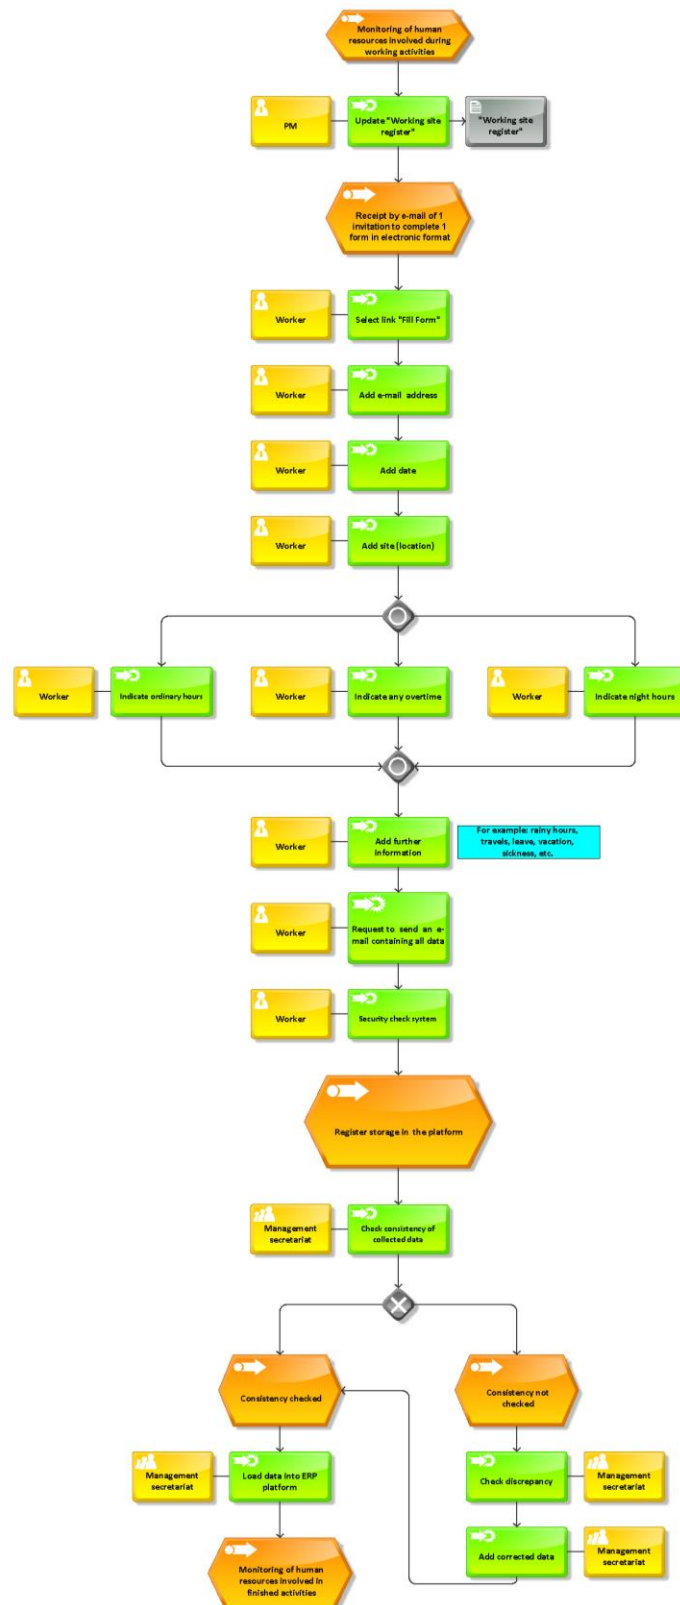 Monitoring of human
resources involved during
working activities
PM
Update "Working site
register"
"Working site
register"
Receipt by e-mail of 1
invitation to complete 1
form in electronic format
Worker
Select link "Fill Form"
Worker
Add e-mail address
Worker
Add date
Worker
Add site (location)
Worker
Indicate ordinary hours
Worker
Indicate any overtime
Worker
Indicate night hours
Worker
Add further
information
For example: rainy hours,
travels, leave, vacation,
sickness, etc.
Worker
Request to send an e-
mail containing all data
Worker
Security check system
Register storage in the platform
Management
secretariat
Check consistency of
collected data
Consistency checked
Consistency not
checked
Management
secretariat
Load data into ERP
platform
Check discrepancy
Management
secretariat
Monitoring of human
resources involved in
finished activities
Add corrected data
Management
secretariat